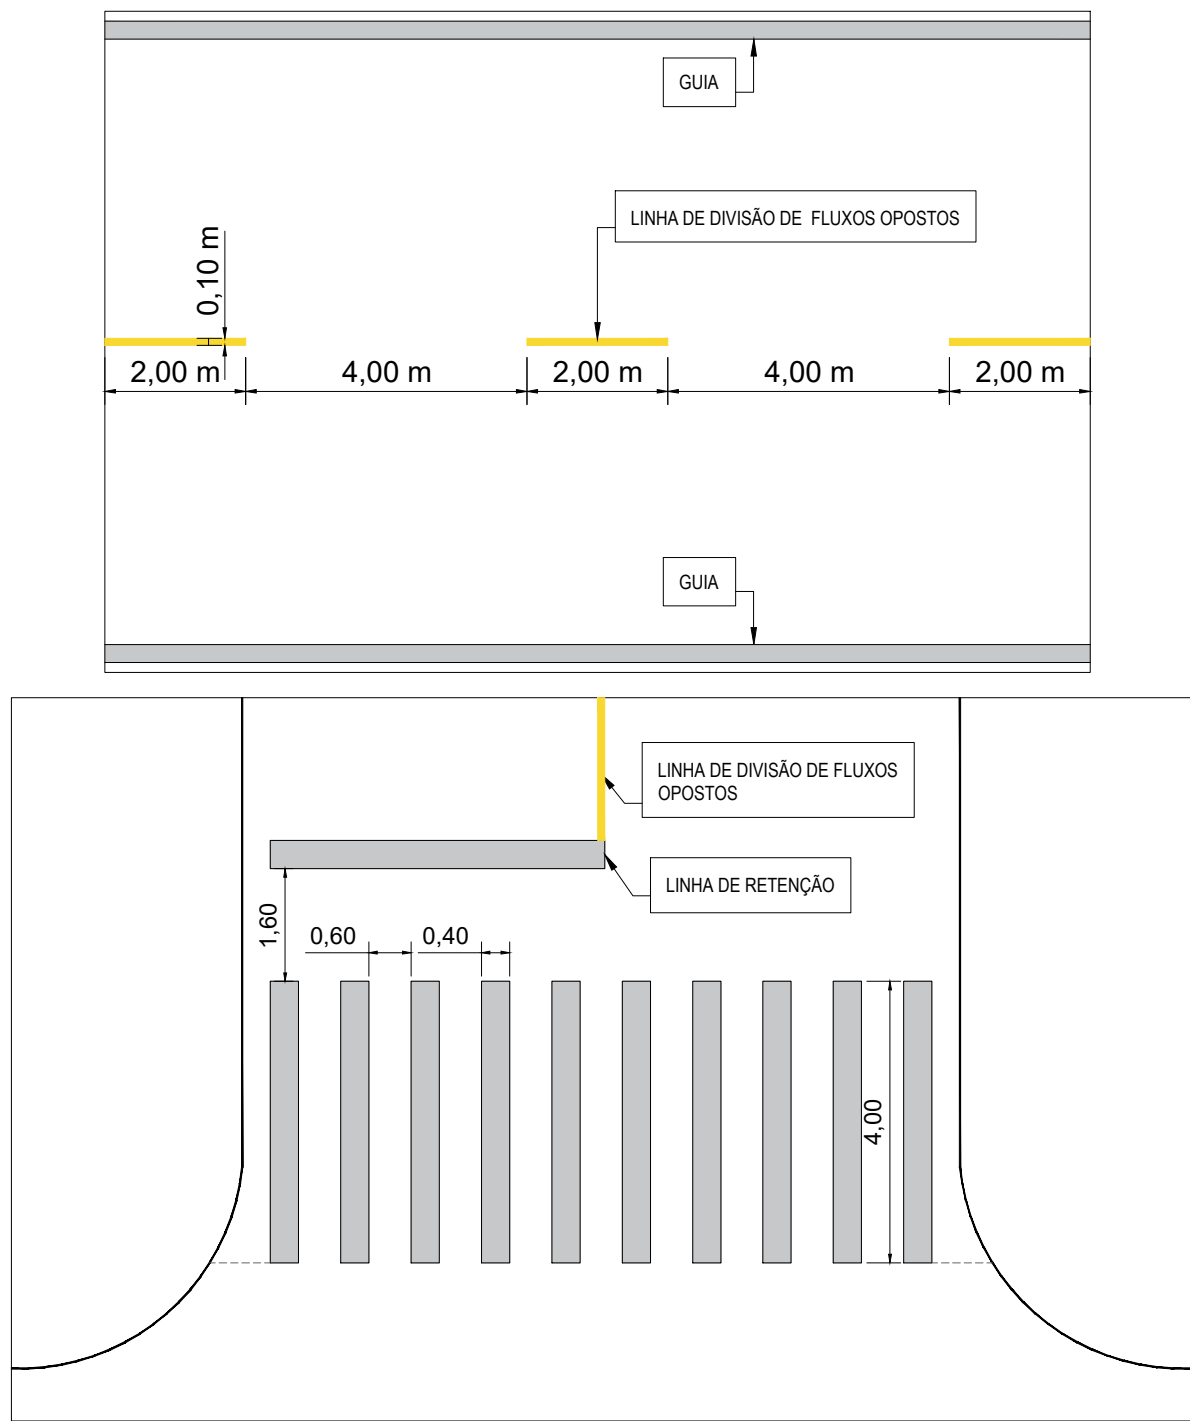 GUIA
LINHA DE DIVISÃO DE FLUXOS OPOSTOS
0,10 m
2,00 m
4,00 m
2,00 m
4,00 m
2,00 m
GUIA
LINHA DE DIVISÃO DE FLUXOS
OPOSTOS
LINHA DE RETENÇÃO
1,60
0,60
0,40
4,00